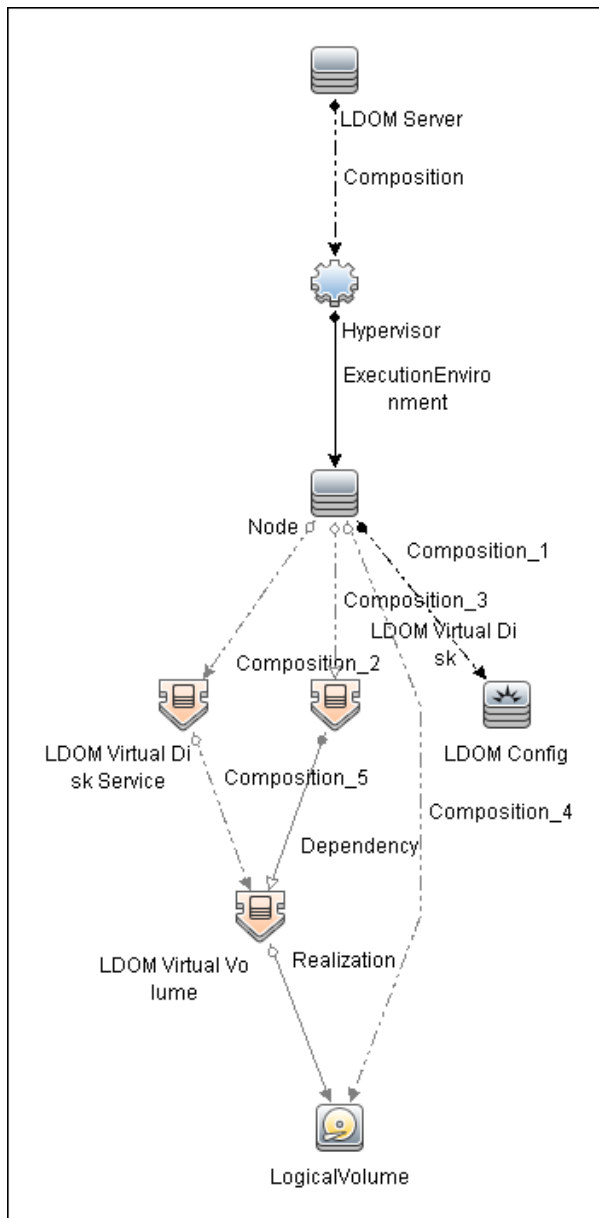 LDOM Server
Composition
Hypervisor
ExecutionEnviro
nment
Node
Composition_1
Composition_3
LDOM Virtual Di
sk
Composition_2
LDOM Virtual Di
sk Service
LDOM Config
Composition_5
Composition_4
Dependency
LDOM Virtual Vo
lume
Realization
LogicalVolume